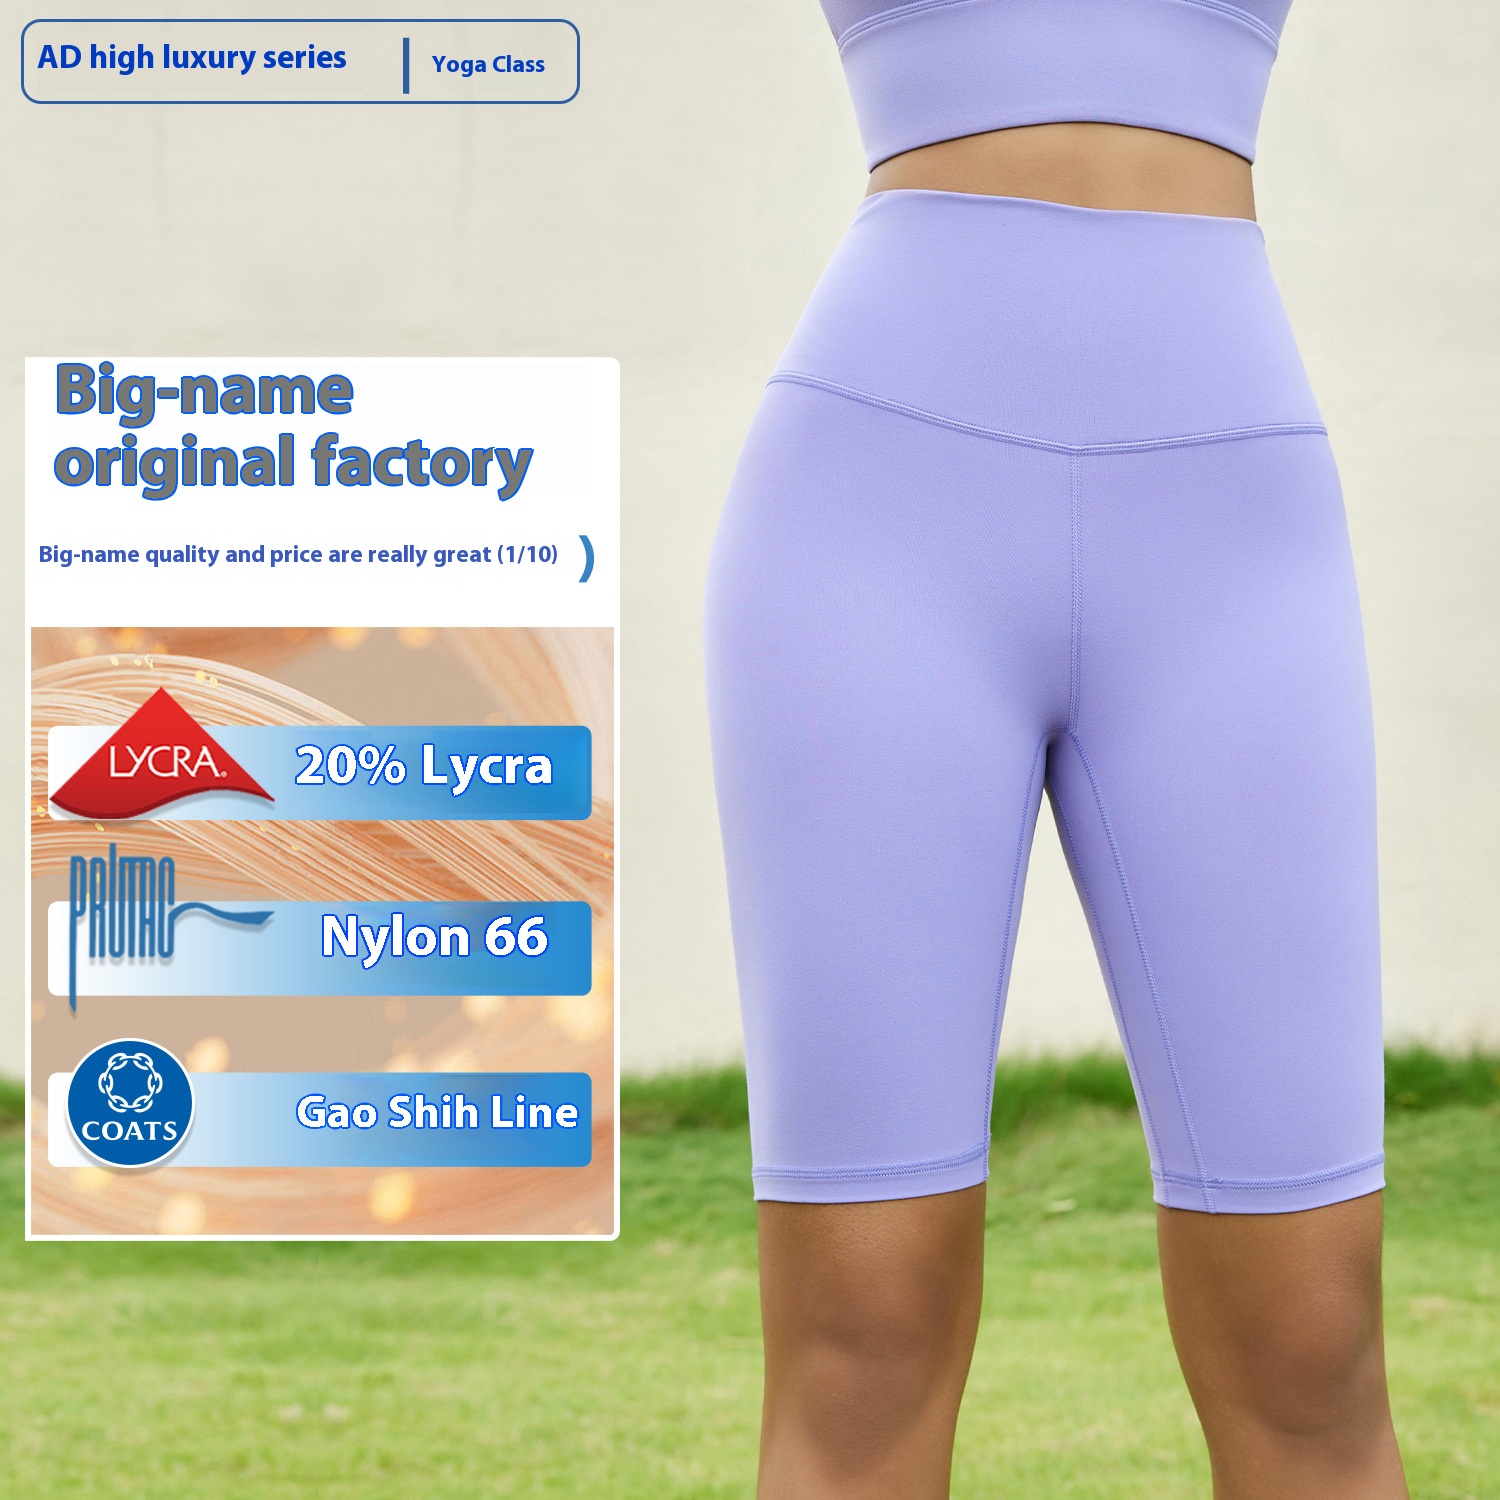 AD high luxury series
Yoga Class
Big-name
original factory
Big-name quality and price are really great (1/10) )
LYCRA®
20% Lycra
Nylon 66
COATS
Gao Shih Line